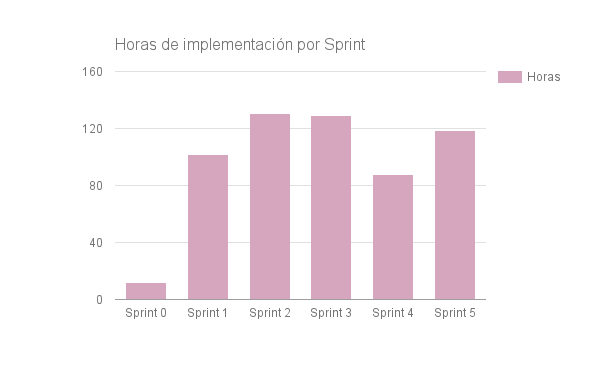 Horas de implementación por Sprint
160
Horas
120
80
40
0
Sprint 0 Sprint 1 Sprint 2 Sprint 3 Sprint 4 Sprint 5